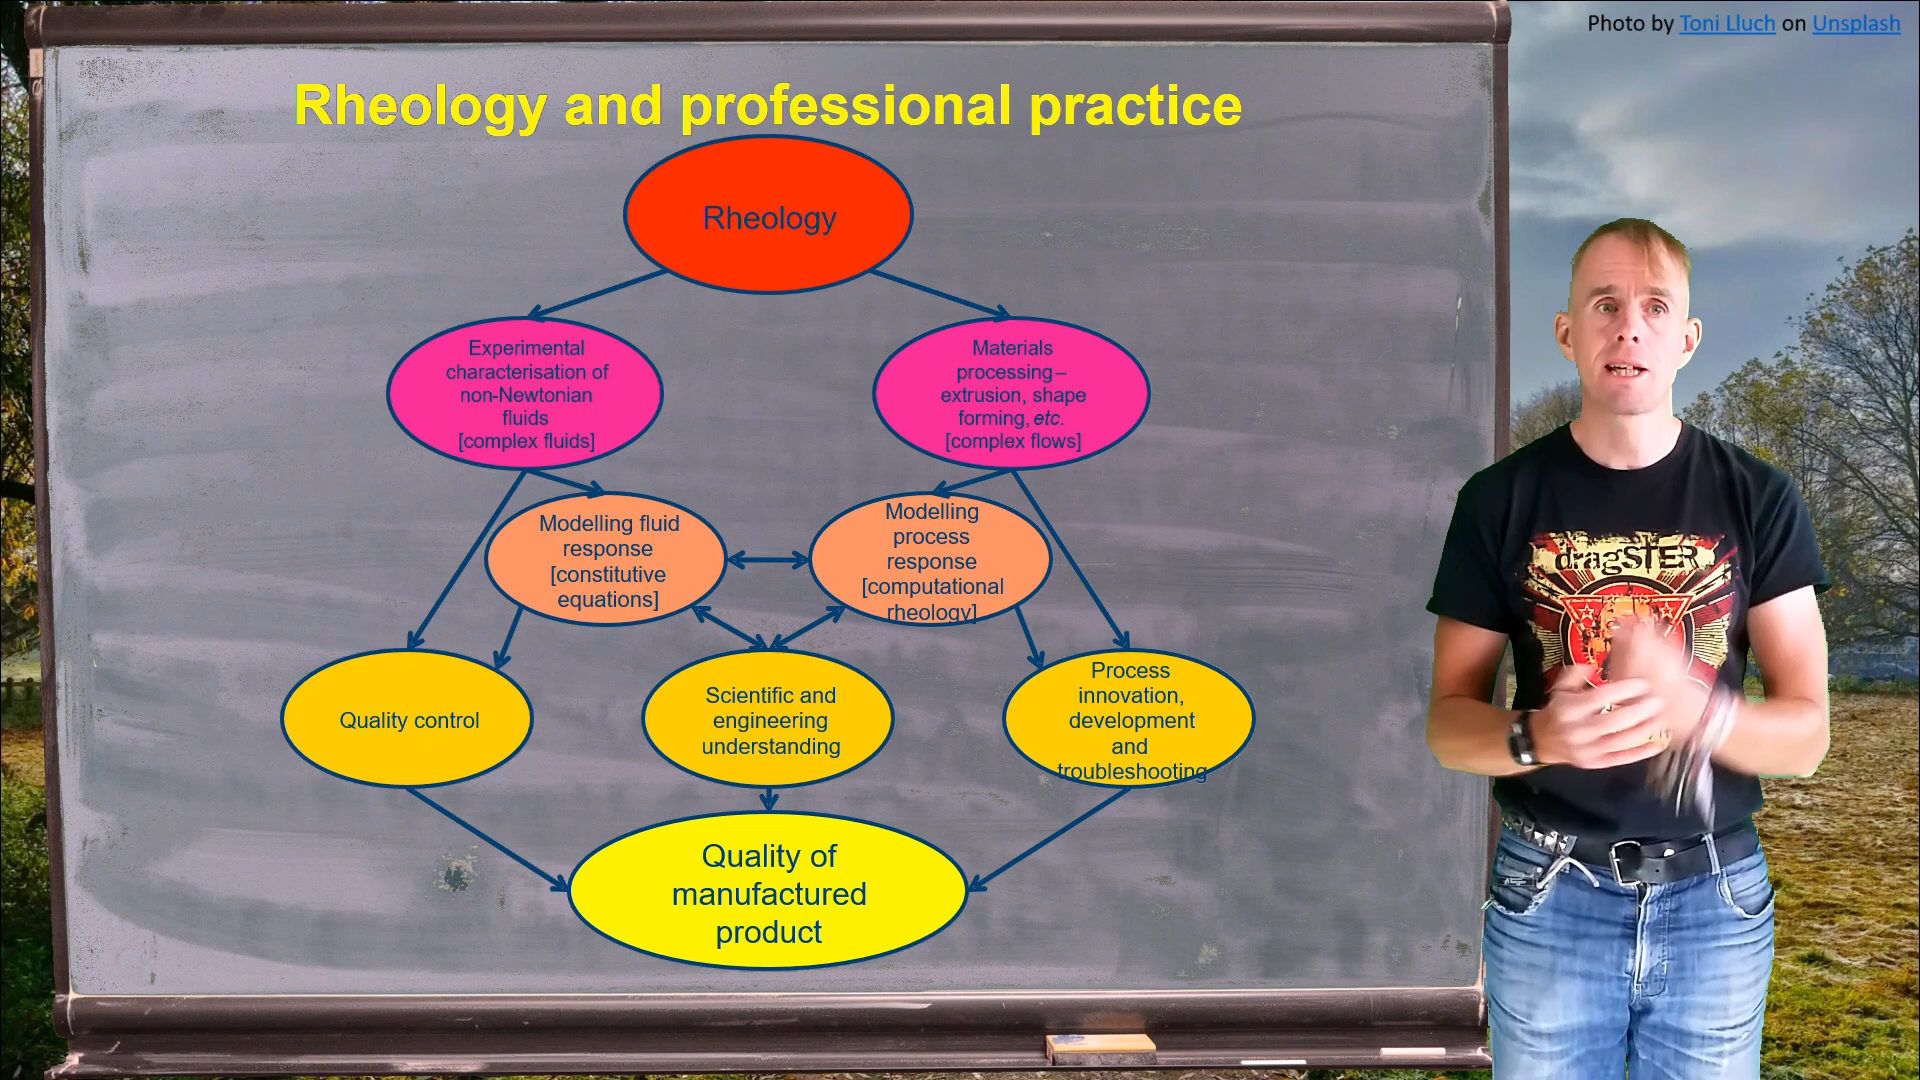 Photo by Toni Lluch on Unsplash
Rheology and professional practice
Rheology
Experimental
characterisation of
non-Newtonian
fluids
[complex fluids]
Materials
processing–
extrusion, shape
forming, etc.
[complex flows]
Modelling fluid
response
[constitutive
equations]
Modelling
process
response
[computational
rheology]
Quality control
Scientific and
engineering
understanding
Process
innovation,
development
and
troubleshooting
Quality of
manufactured
product
dragSTER